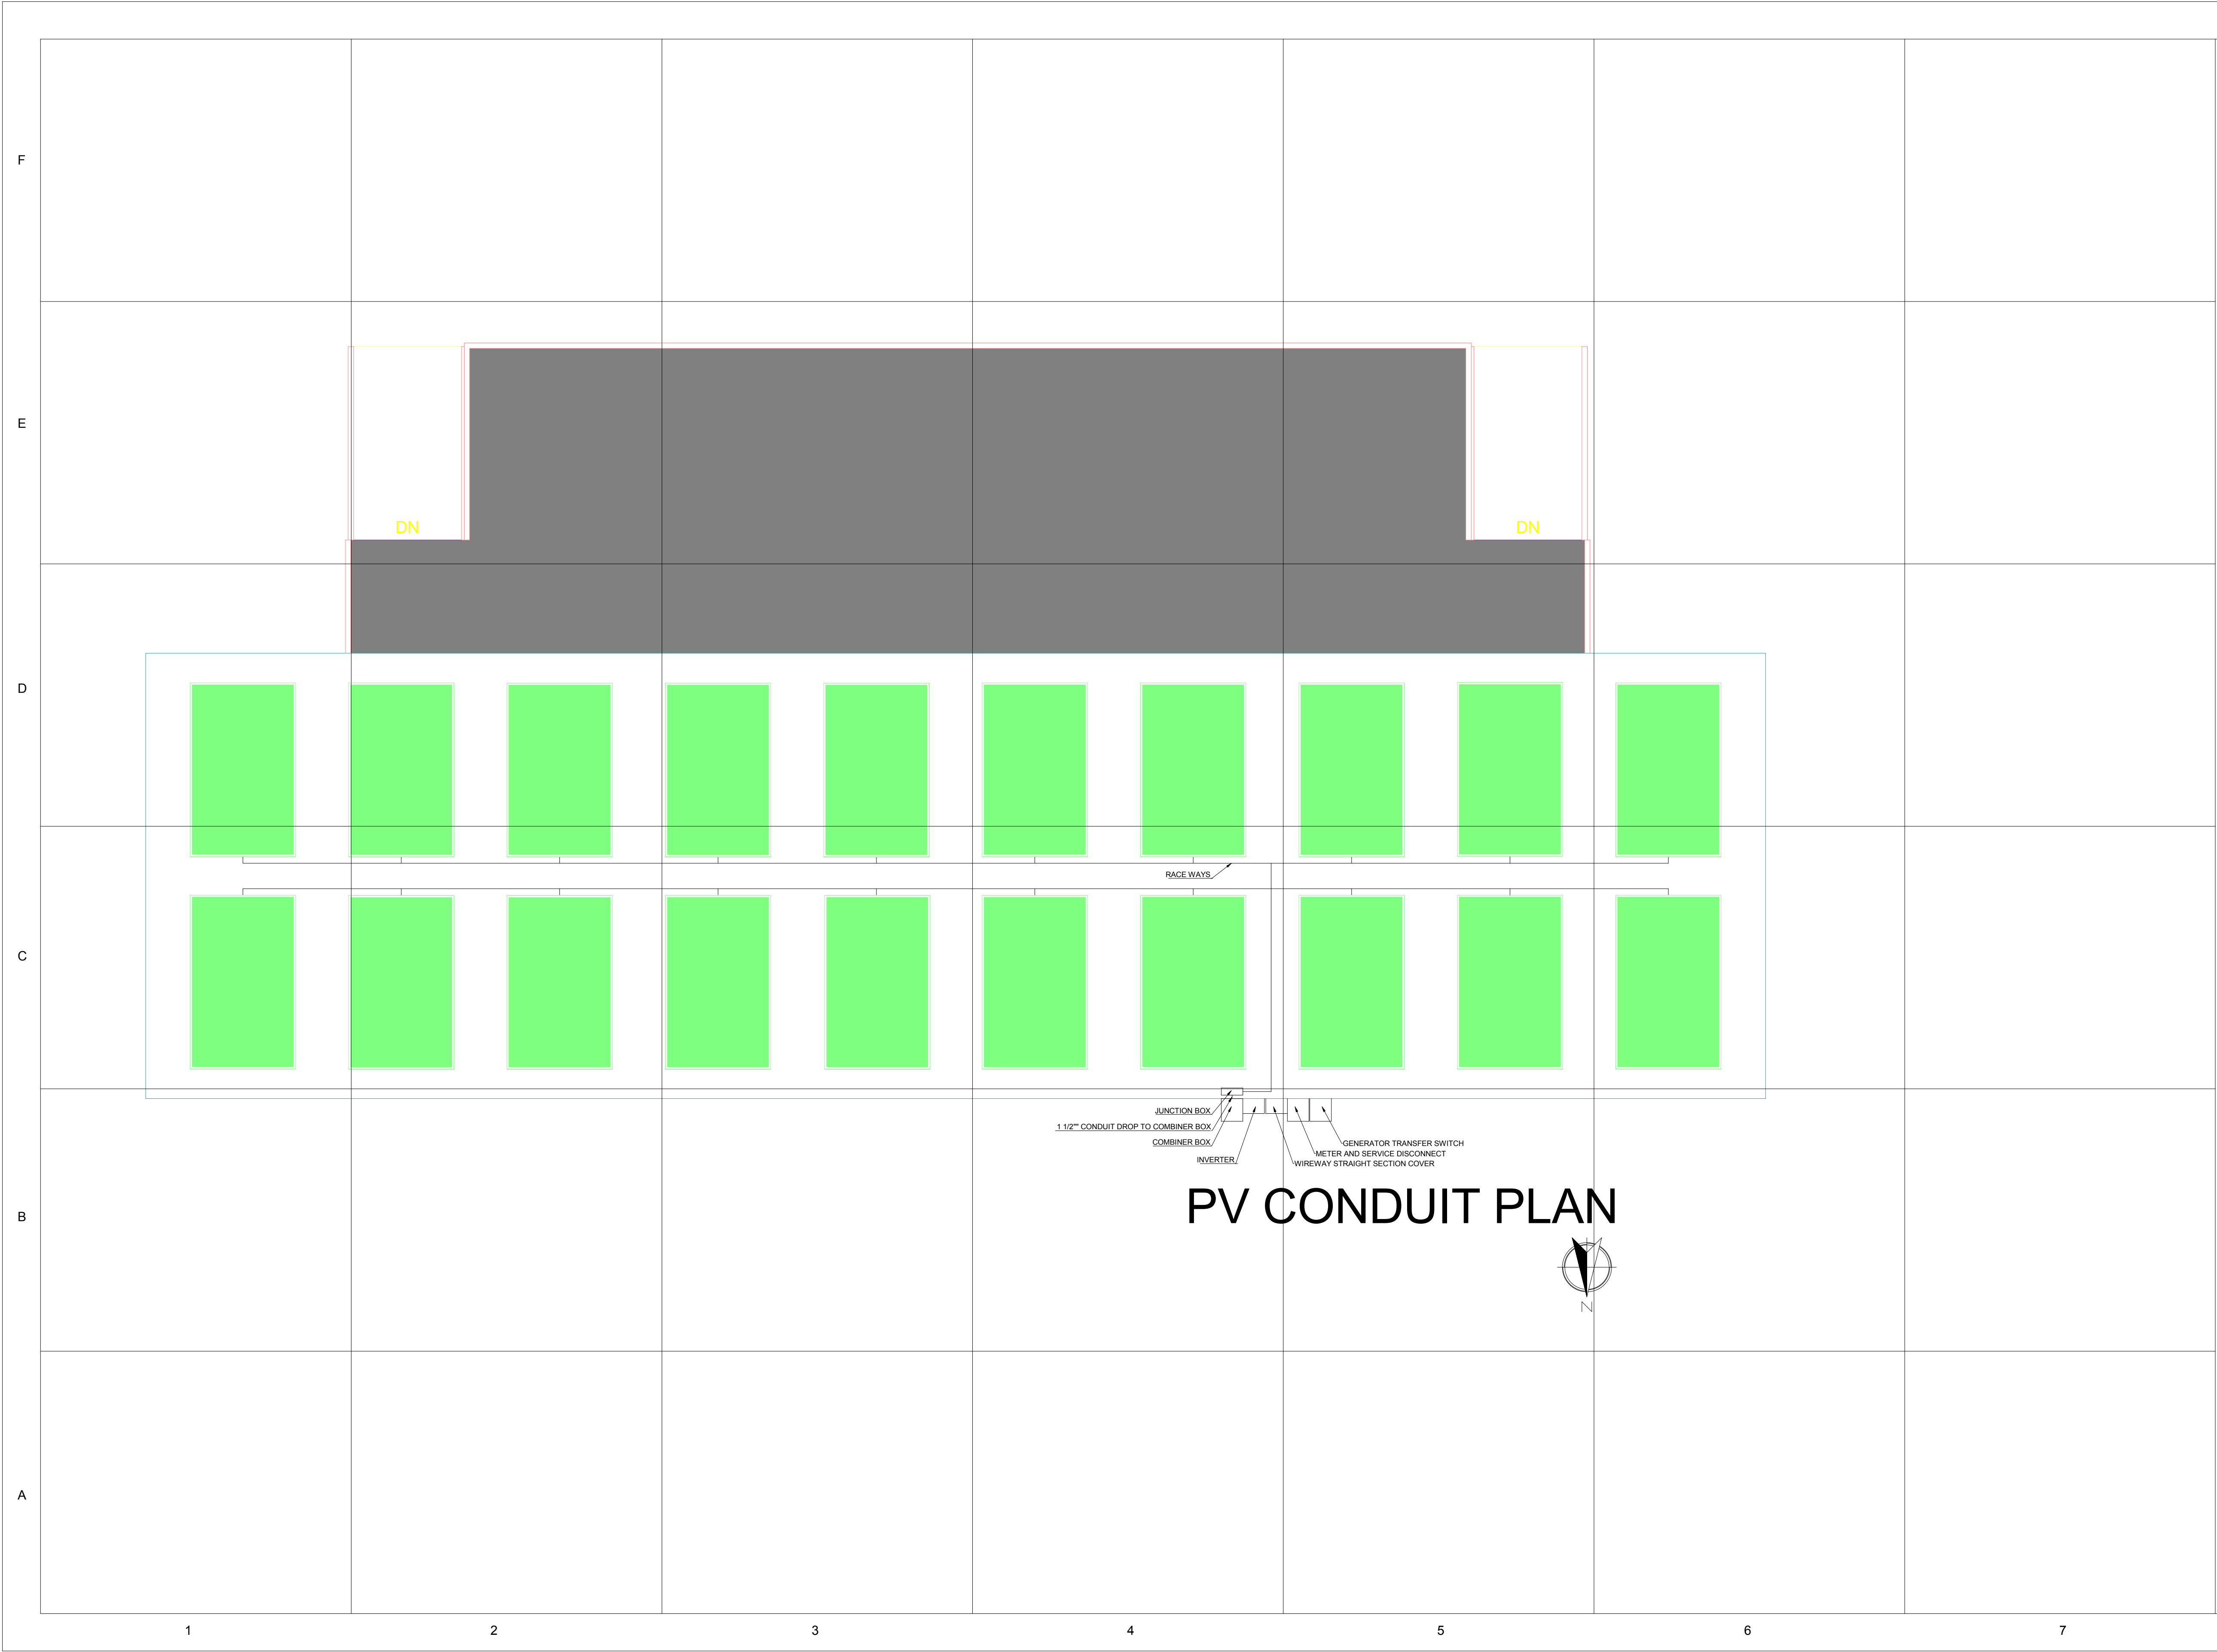 F
E
DN
DN
D
RACE WAYS
C
JUNCTION BOX
1 1/2"" CONDUIT DROP TO COMBINER BOX
COMBINER BOX
INVERTER
GENERATOR TRANSFER SWITCH
METER AND SERVICE DISCONNECT
WIREWAY STRAIGHT SECTION COVER
PV CONDUIT PLAN
B
N
A
1 2 3 4 5 6 7